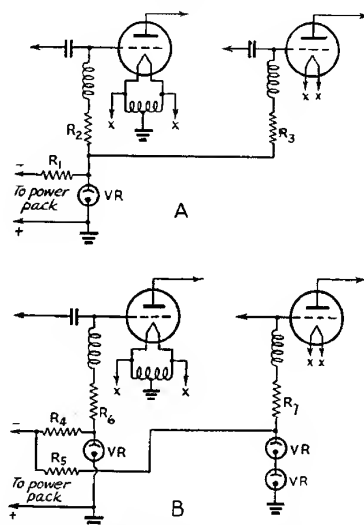 R2
R3
X X
X X
− R1
To power
pack
VR
+
A
X X
X X
R6
R7
− R4
VR
R5
VR
To power
pack
VR
+
B